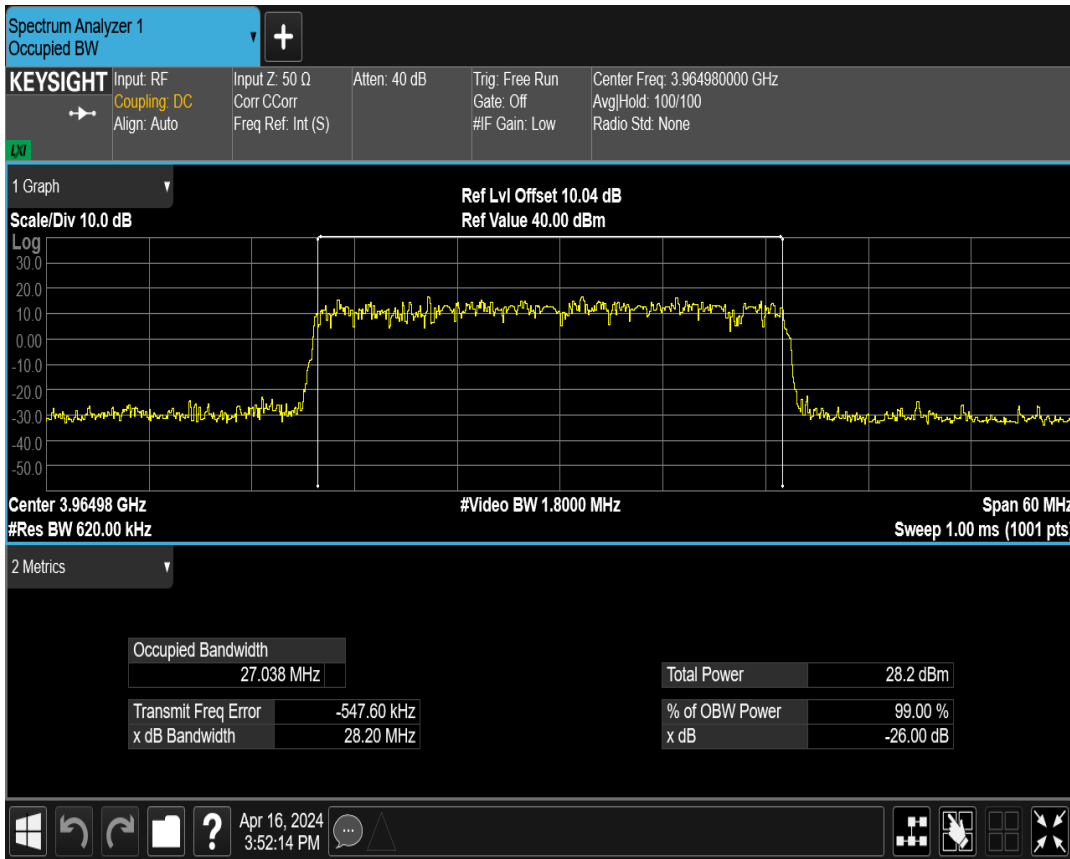 Spectrum Analyzer 1
Occupied BW
+
KEYSIGHT
LXI
Input: RF
Coupling: DC
Align: Auto
Input Z: 50 Ω
Corr CCorr
Freq Ref: Int (S)
Atten: 40 dB
Trig: Free Run
Gate: Off
#IF Gain: Low
Center Freq: 3.964980000 GHz
Avg|Hold: 100/100
Radio Std: None
1 Graph
Scale/Div 10.0 dB
Ref Lvl Offset 10.04 dB
Ref Value 40.00 dBm
Log
30.0
20.0
10.0
0.00
-10.0
-20.0
-30.0
-40.0
-50.0
Center 3.96498 GHz
#Res BW 620.00 kHz
#Video BW 1.8000 MHz
Span 60 MHz
Sweep 1.00 ms (1001 pts)
2 Metrics
Occupied Bandwidth
27.038 MHz
Total Power 28.2 dBm
Transmit Freq Error -547.60 kHz
% of OBW Power 99.00 %
x dB Bandwidth 28.20 MHz
x dB -26.00 dB
?
Apr 16, 2024
3:52:14 PM